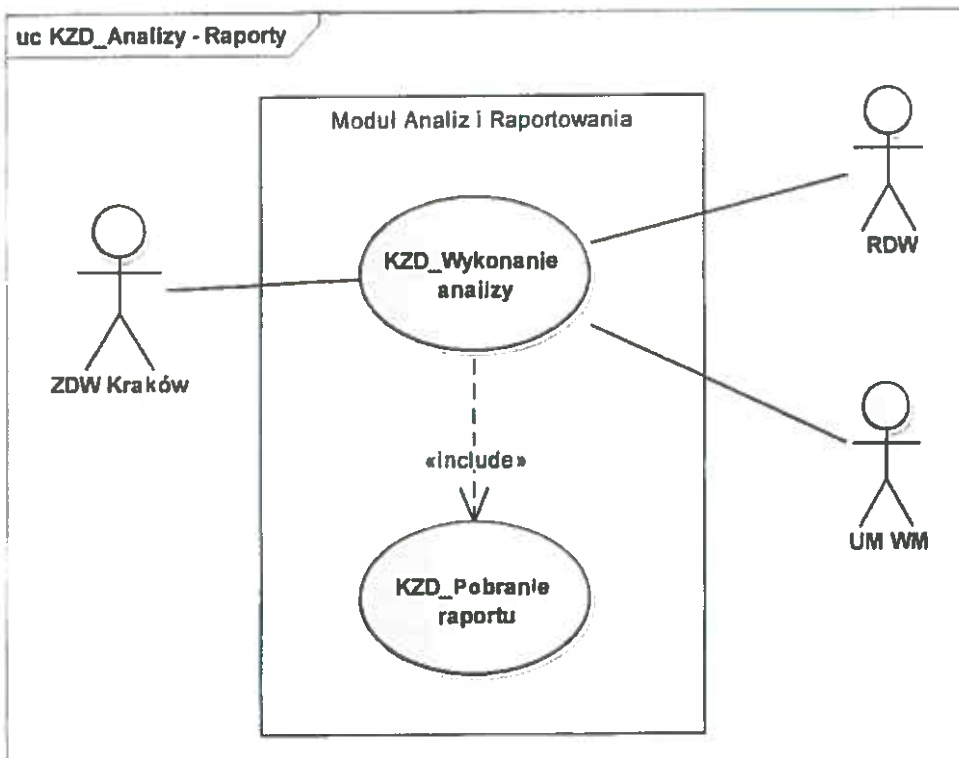 uc KZD_Analizy - Raporty
Moduł Analiz i Raportowania
RDW
KZD_Wykonanie
analizy
ZDW Kraków
«include»
UM WM
KZD_Pobranie
raportu